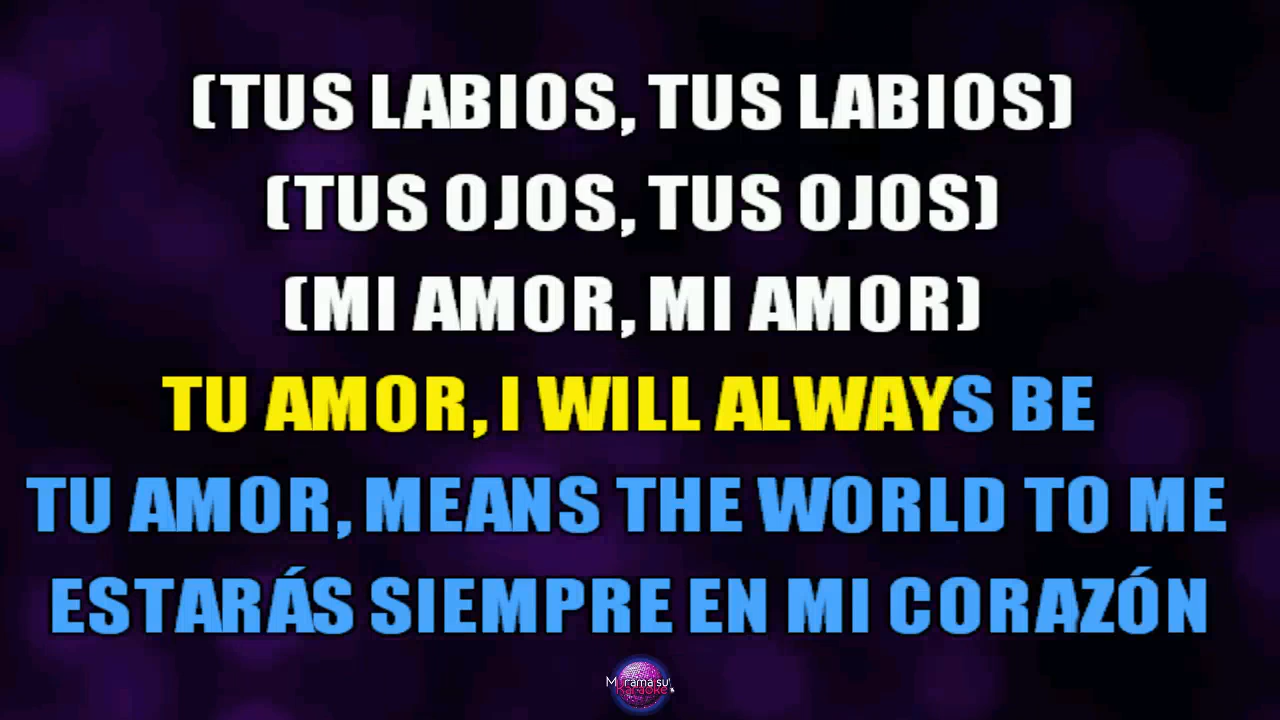 (TUS LABIOS, TUS LABIOS)
(TUS OJOS, TUS OJOS)
(MI AMOR, MI AMOR)
TU AMOR, I WILL ALWAYS BE
TU AMOR, MEANS THE WORLD TO ME
ESTARÁS SIEMPRE EN MI CORAZÓN
Karaoke